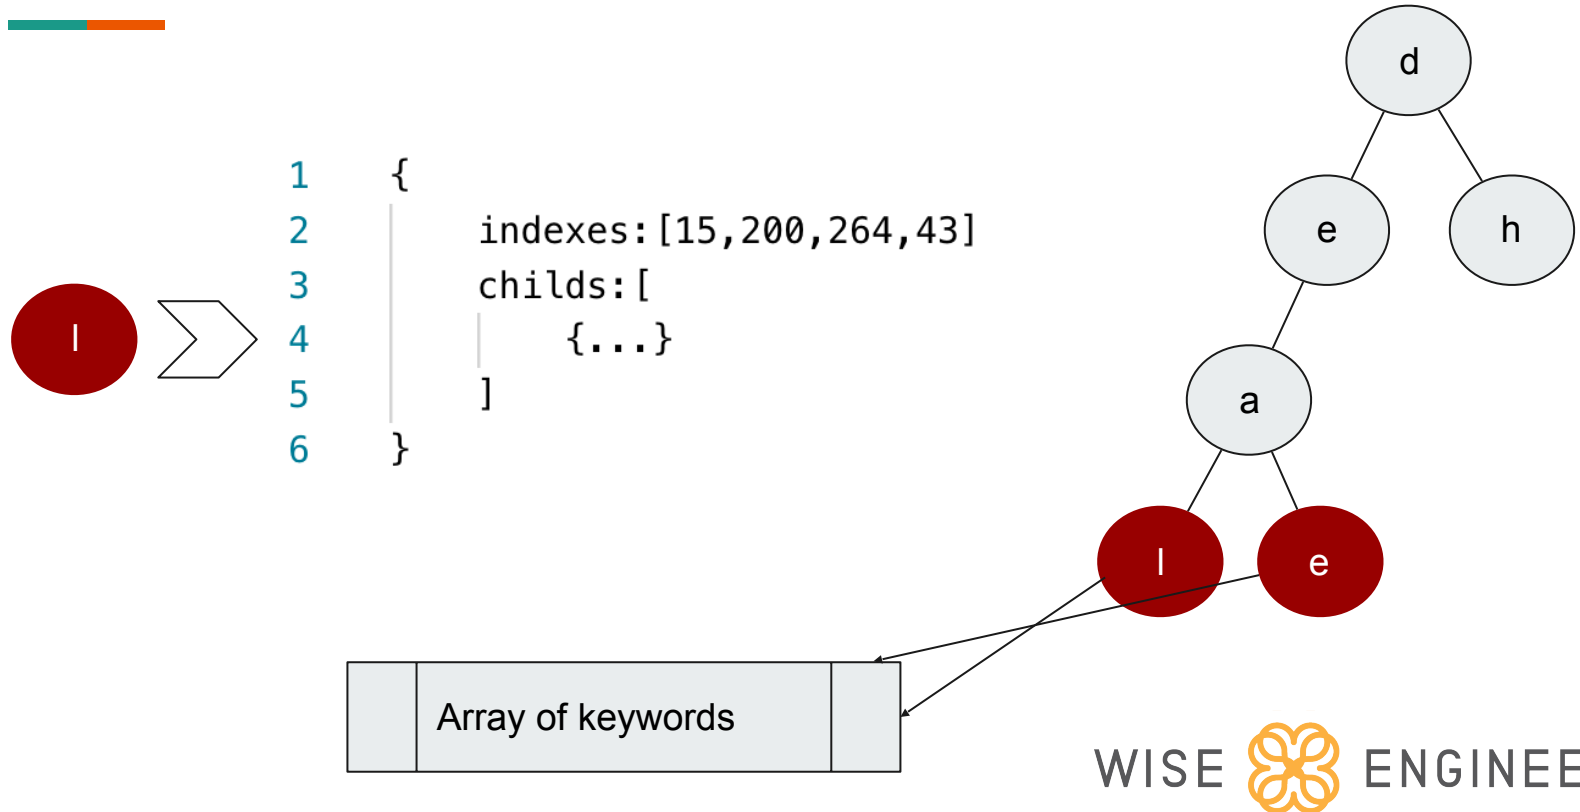 d
e
h
a
l
e
l
1 {
2 indexes:[15,200,264,43]
3 childs:[
4 {...}
5 ]
6 }
Array of keywords
WISE ENGINEE